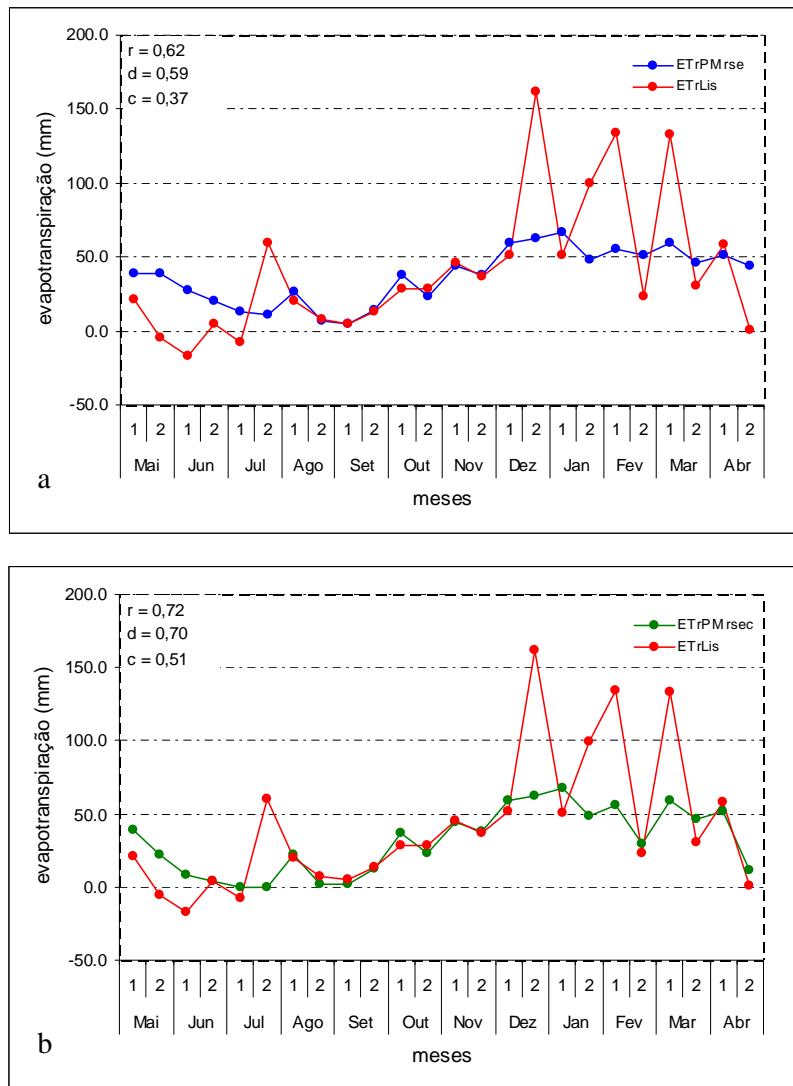 200.0
150.0
100.0
50.0
0.0
-50.0
evapotranspiração (mm)
r = 0,62
d = 0,59
c = 0,37
ETrPMrse
ETrLis
1 2 1 2 1 2 1 2 1 2 1 2 1 2 1 2 1 2 1 2 1 2 1 2
Mai Jun Jul Ago Set Out Nov Dez Jan Fev Mar Abr
meses
a
200.0
150.0
100.0
50.0
0.0
-50.0
evapotranspiração (mm)
r = 0,72
d = 0,70
c = 0,51
ETrPMrsec
ETrLis
1 2 1 2 1 2 1 2 1 2 1 2 1 2 1 2 1 2 1 2 1 2 1 2
Mai Jun Jul Ago Set Out Nov Dez Jan Fev Mar Abr
meses
b